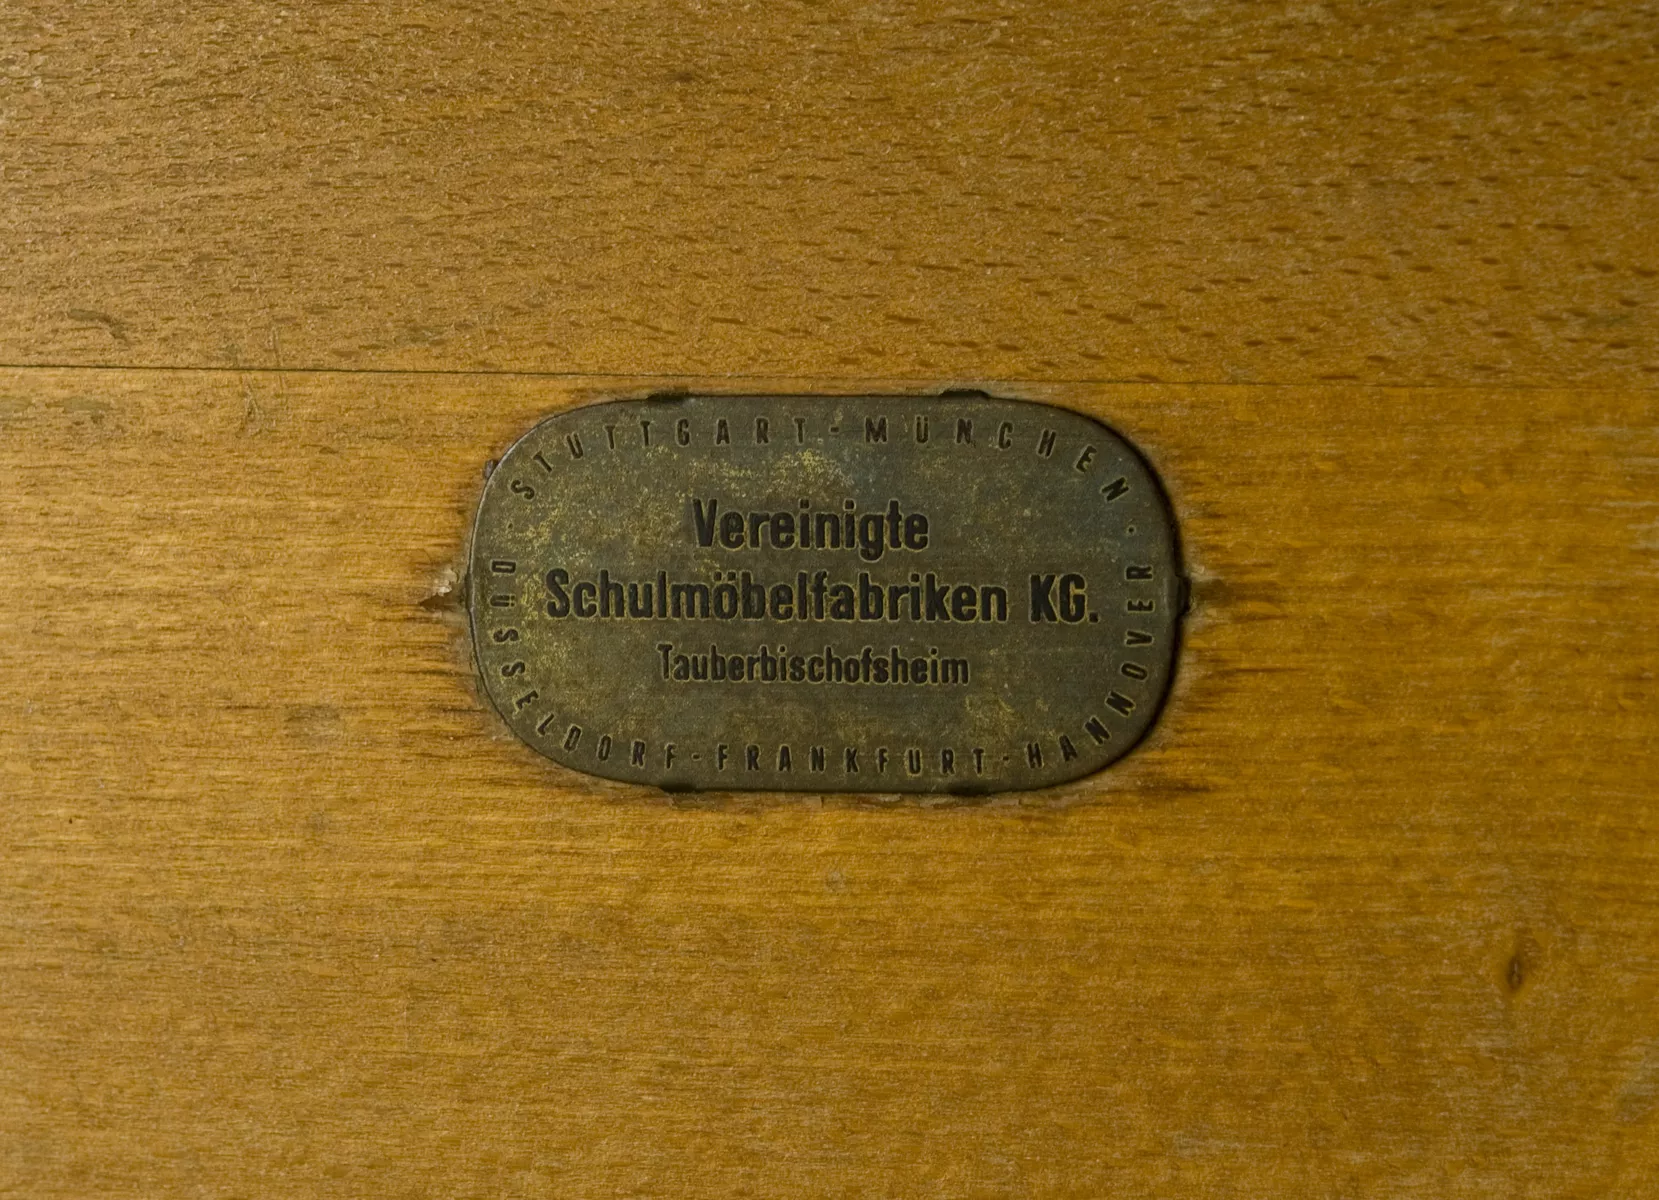 STUTTGART - MÜNCHEN ·
Vereinigte
Schulmöbelfabriken KG.
Tauberbischofsheim
DÜSSELDORF - FRANKFURT - HANNOVER